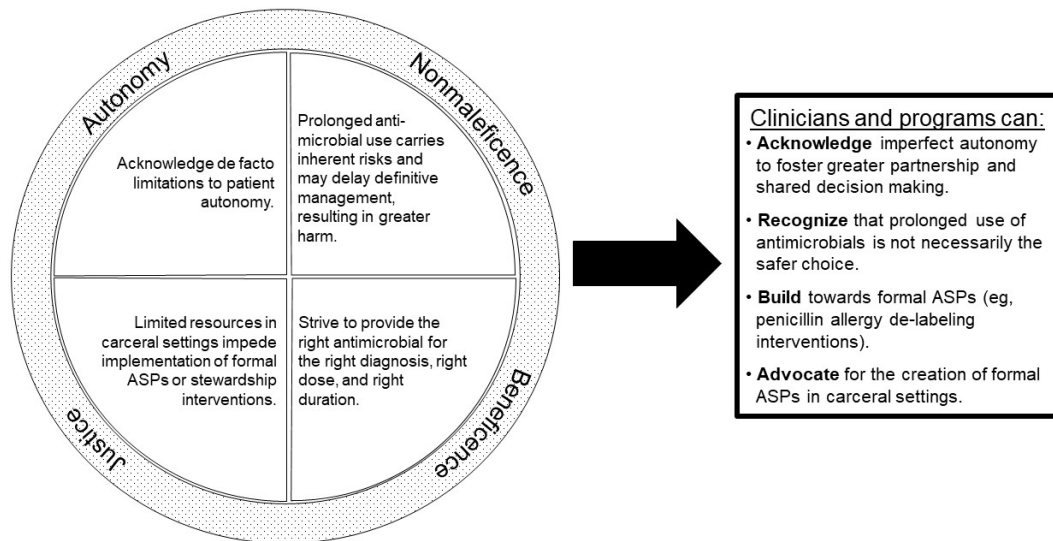 Autonomy
Acknowledge de facto
limitations to patient
autonomy.
Nonmaleficence
Prolonged anti-
microbial use carries
inherent risks and
may delay definitive
management,
resulting in greater
harm.
Justice
Limited resources in
carceral settings impede
implementation of formal
ASPs or stewardship
interventions.
Beneficence
Strive to provide the
right antimicrobial for
the right diagnosis, right
dose, and right
duration.
Clinicians and programs can:
• Acknowledge imperfect autonomy
to foster greater partnership and
shared decision making.
• Recognize that prolonged use of
antimicrobials is not necessarily the
safer choice.
• Build towards formal ASPs (eg,
penicillin allergy de-labeling
interventions).
• Advocate for the creation of formal
ASPs in carceral settings.